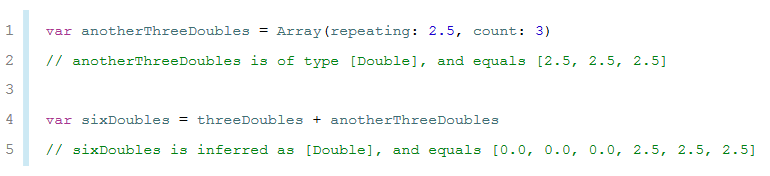 1 var anotherThreeDoubles = Array(repeating: 2.5, count: 3)
2 // anotherThreeDoubles is of type [Double], and equals [2.5, 2.5, 2.5]
3
4 var sixDoubles = threeDoubles + anotherThreeDoubles
5 // sixDoubles is inferred as [Double], and equals [0.0, 0.0, 0.0, 2.5, 2.5, 2.5]